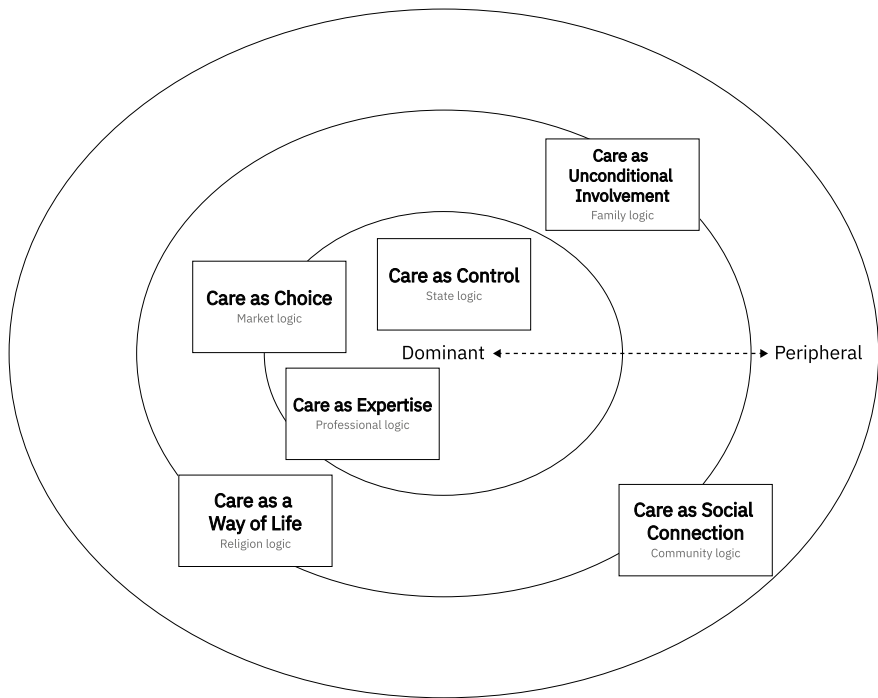 Care as
Unconditional
Involvement
Family logic
Care as Control
State logic
Care as Choice
Market logic
Dominant
Peripheral
Care as Expertise
Professional logic
Care as a
Way of Life
Religion logic
Care as Social
Connection
Community logic